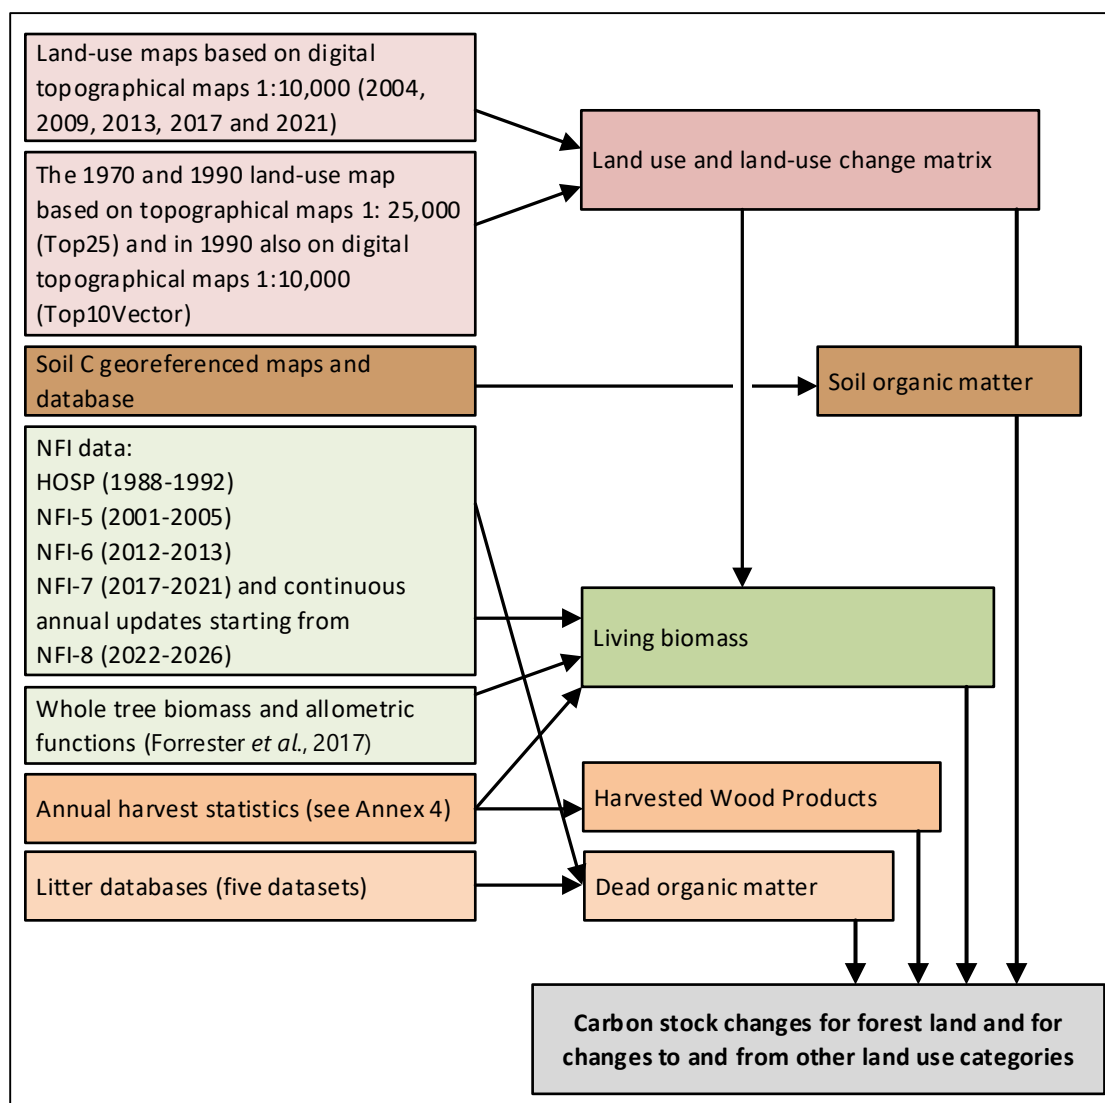 Land-use maps based on digital
topographical maps 1:10,000 (2004,
2009, 2013, 2017 and 2021)
The 1970 and 1990 land-use map
based on topographical maps 1: 25,000
(Top25) and in 1990 also on digital
topographical maps 1:10,000
(Top10Vector)
Land use and land-use change matrix
Soil C georeferenced maps and
database
Soil organic matter
NFI data:
HOSP (1988-1992)
NFI-5 (2001-2005)
NFI-6 (2012-2013)
NFI-7 (2017-2021) and continuous
annual updates starting from
NFI-8 (2022-2026)
Living biomass
Whole tree biomass and allometric
functions (Forrester et al., 2017)
Annual harvest statistics (see Annex 4)
Harvested Wood Products
Litter databases (five datasets)
Dead organic matter
Carbon stock changes for forest land and for
changes to and from other land use categories